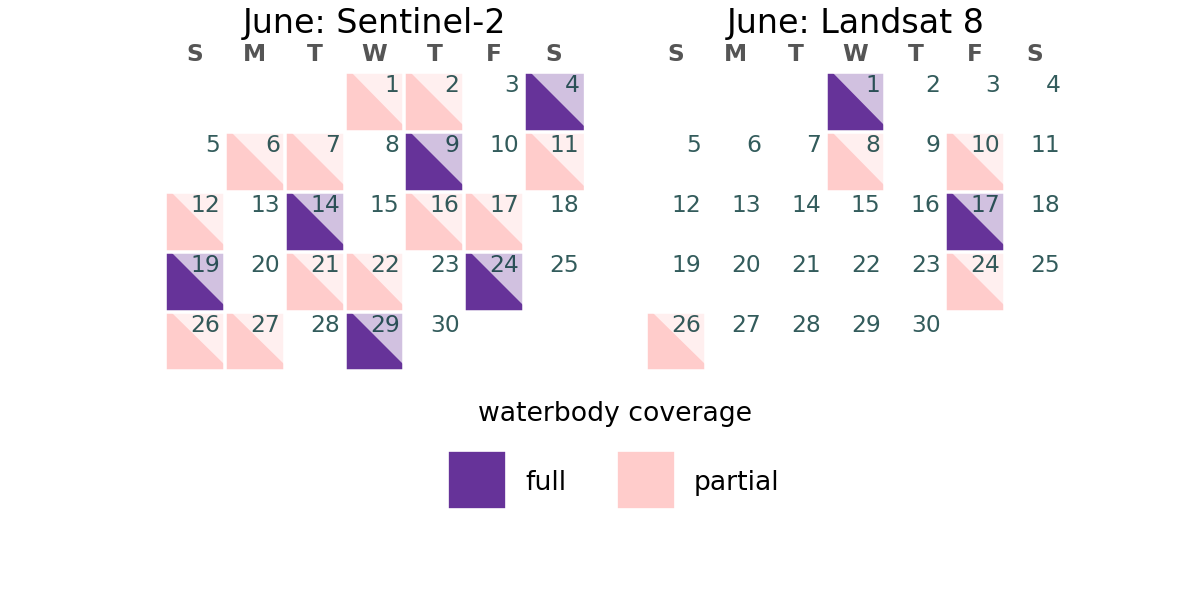 June: Sentinel-2
S M T W T F S
1 2 3 4
5 6 7 8 9 10 11
12 13 14 15 16 17 18
19 20 21 22 23 24 25
26 27 28 29 30
June: Landsat 8
S M T W T F S
1 2 3 4
5 6 7 8 9 10 11
12 13 14 15 16 17 18
19 20 21 22 23 24 25
26 27 28 29 30
waterbody coverage
full partial